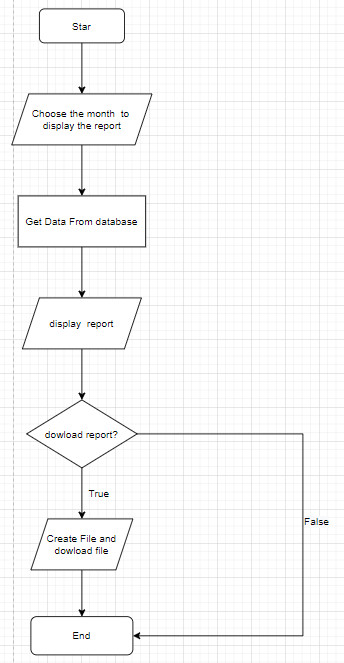 Star
Choose the month to
display the report
Get Data From database
display report
dowload report?
True
False
Create File and
dowload file
End